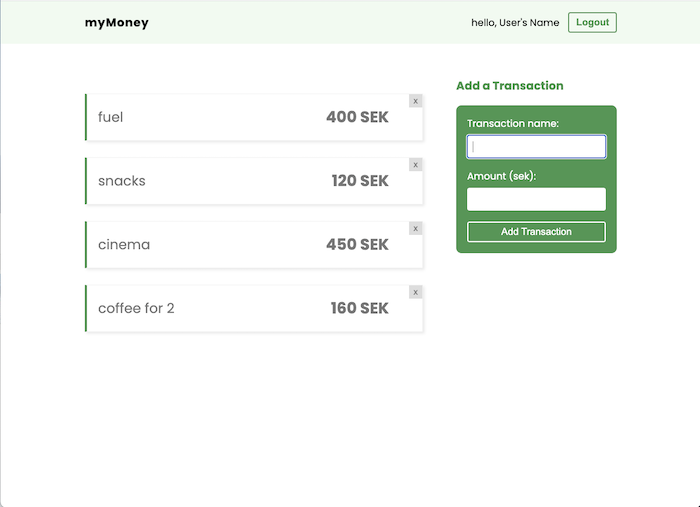 myMoney
hello, User's Name
Logout
x
fuel 400 SEK
x
snacks 120 SEK
x
cinema 450 SEK
x
coffee for 2 160 SEK
Add a Transaction
Transaction name:
Amount (sek):
Add Transaction